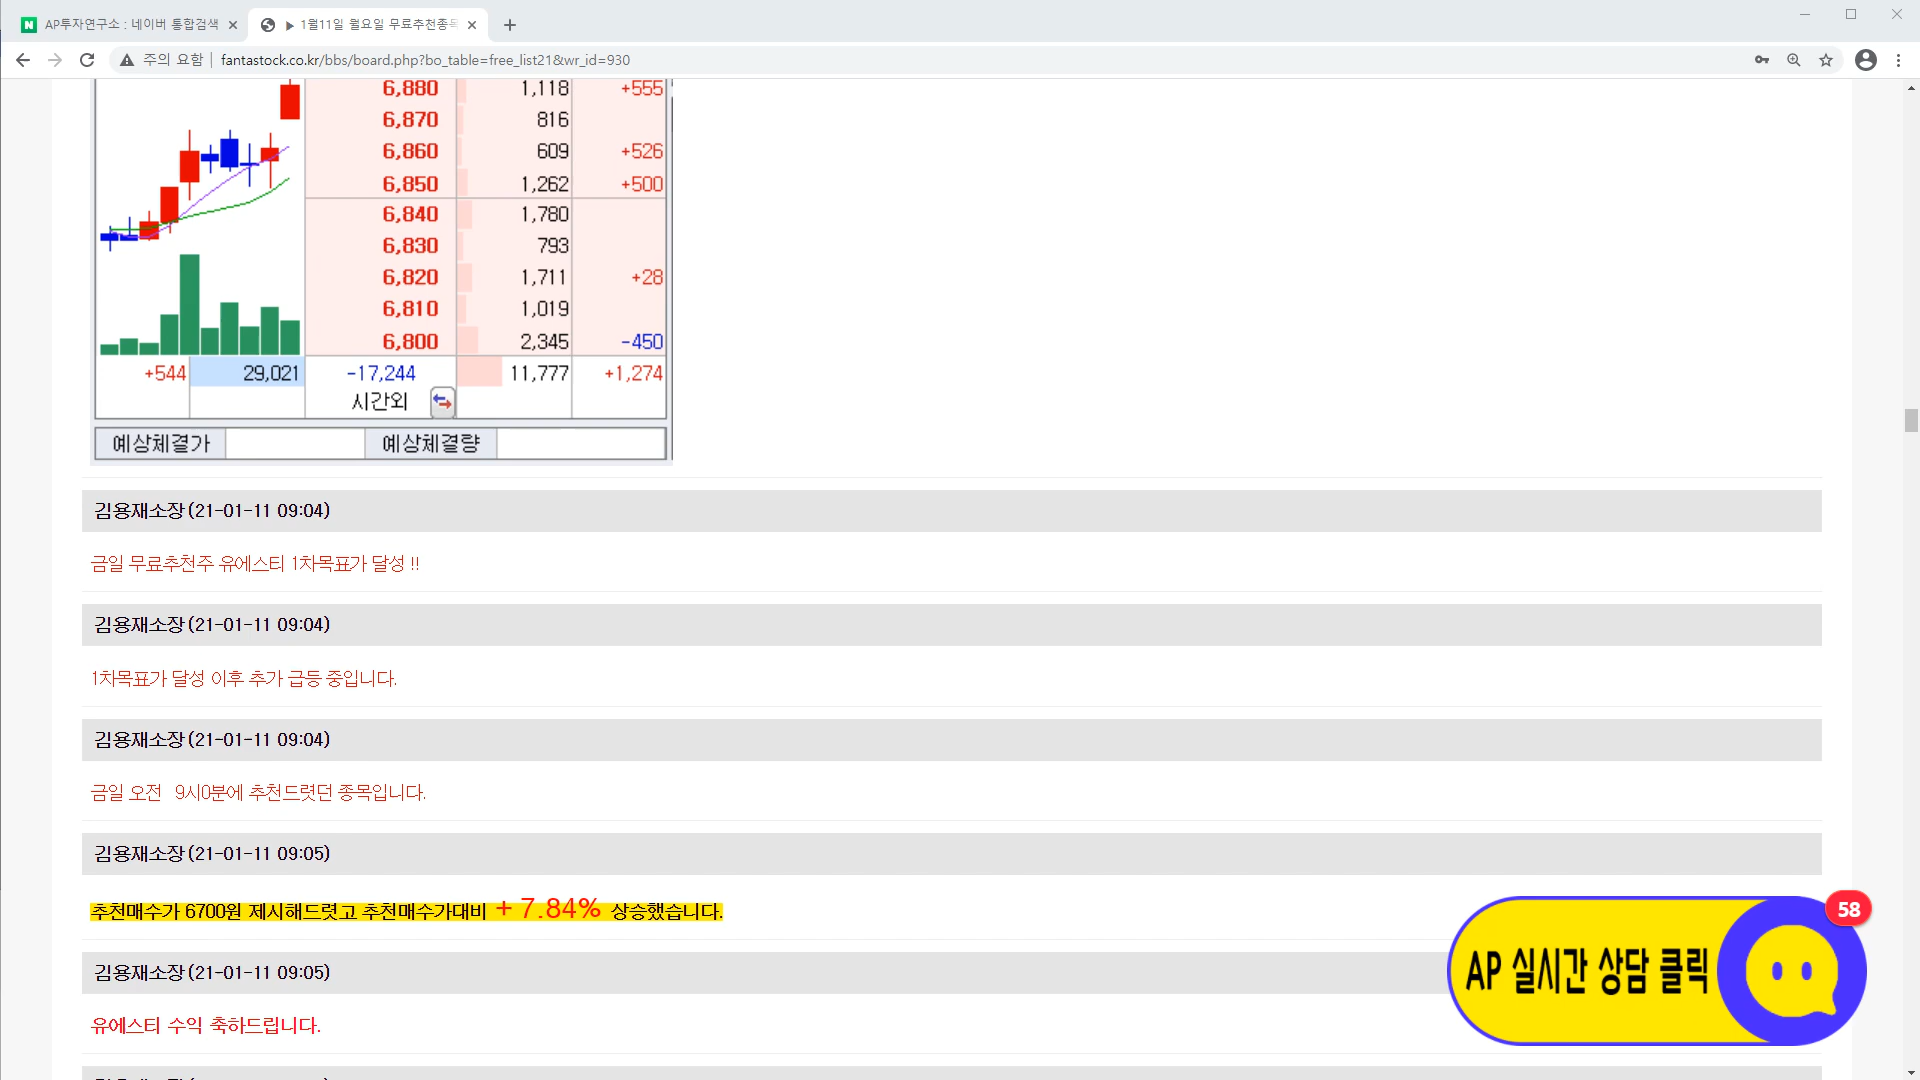 AP투자연구소 : 네이버 통합검색
▶ 1월11일 월요일 무료추천종목
주의 요함 | fantastock.co.kr/bbs/board.php?bo_table=free_list21&wr_id=930
6,880 1,118 +555
6,870 816
6,860 609 +526
6,850 1,262 +500
6,840 1,780
6,830 793
6,820 1,711 +28
6,810 1,019
6,800 2,345 -450
+544 29,021 -17,244 11,777 +1,274
시간외
예상체결가 예상체결량
김용재소장 (21-01-11 09:04)
금일 무료추천주 유에스티 1차목표가 달성 !!
김용재소장 (21-01-11 09:04)
1차목표가 달성 이후 추가 급등 중입니다.
김용재소장 (21-01-11 09:04)
금일 오전 9시0분에 추천드렷던 종목입니다.
김용재소장 (21-01-11 09:05)
추천매수가 6700원 제시해드렷고 추천매수가대비 + 7.84% 상승했습니다.
58
AP 실시간 상담 클릭
김용재소장 (21-01-11 09:05)
유에스티 수익 축하드립니다.